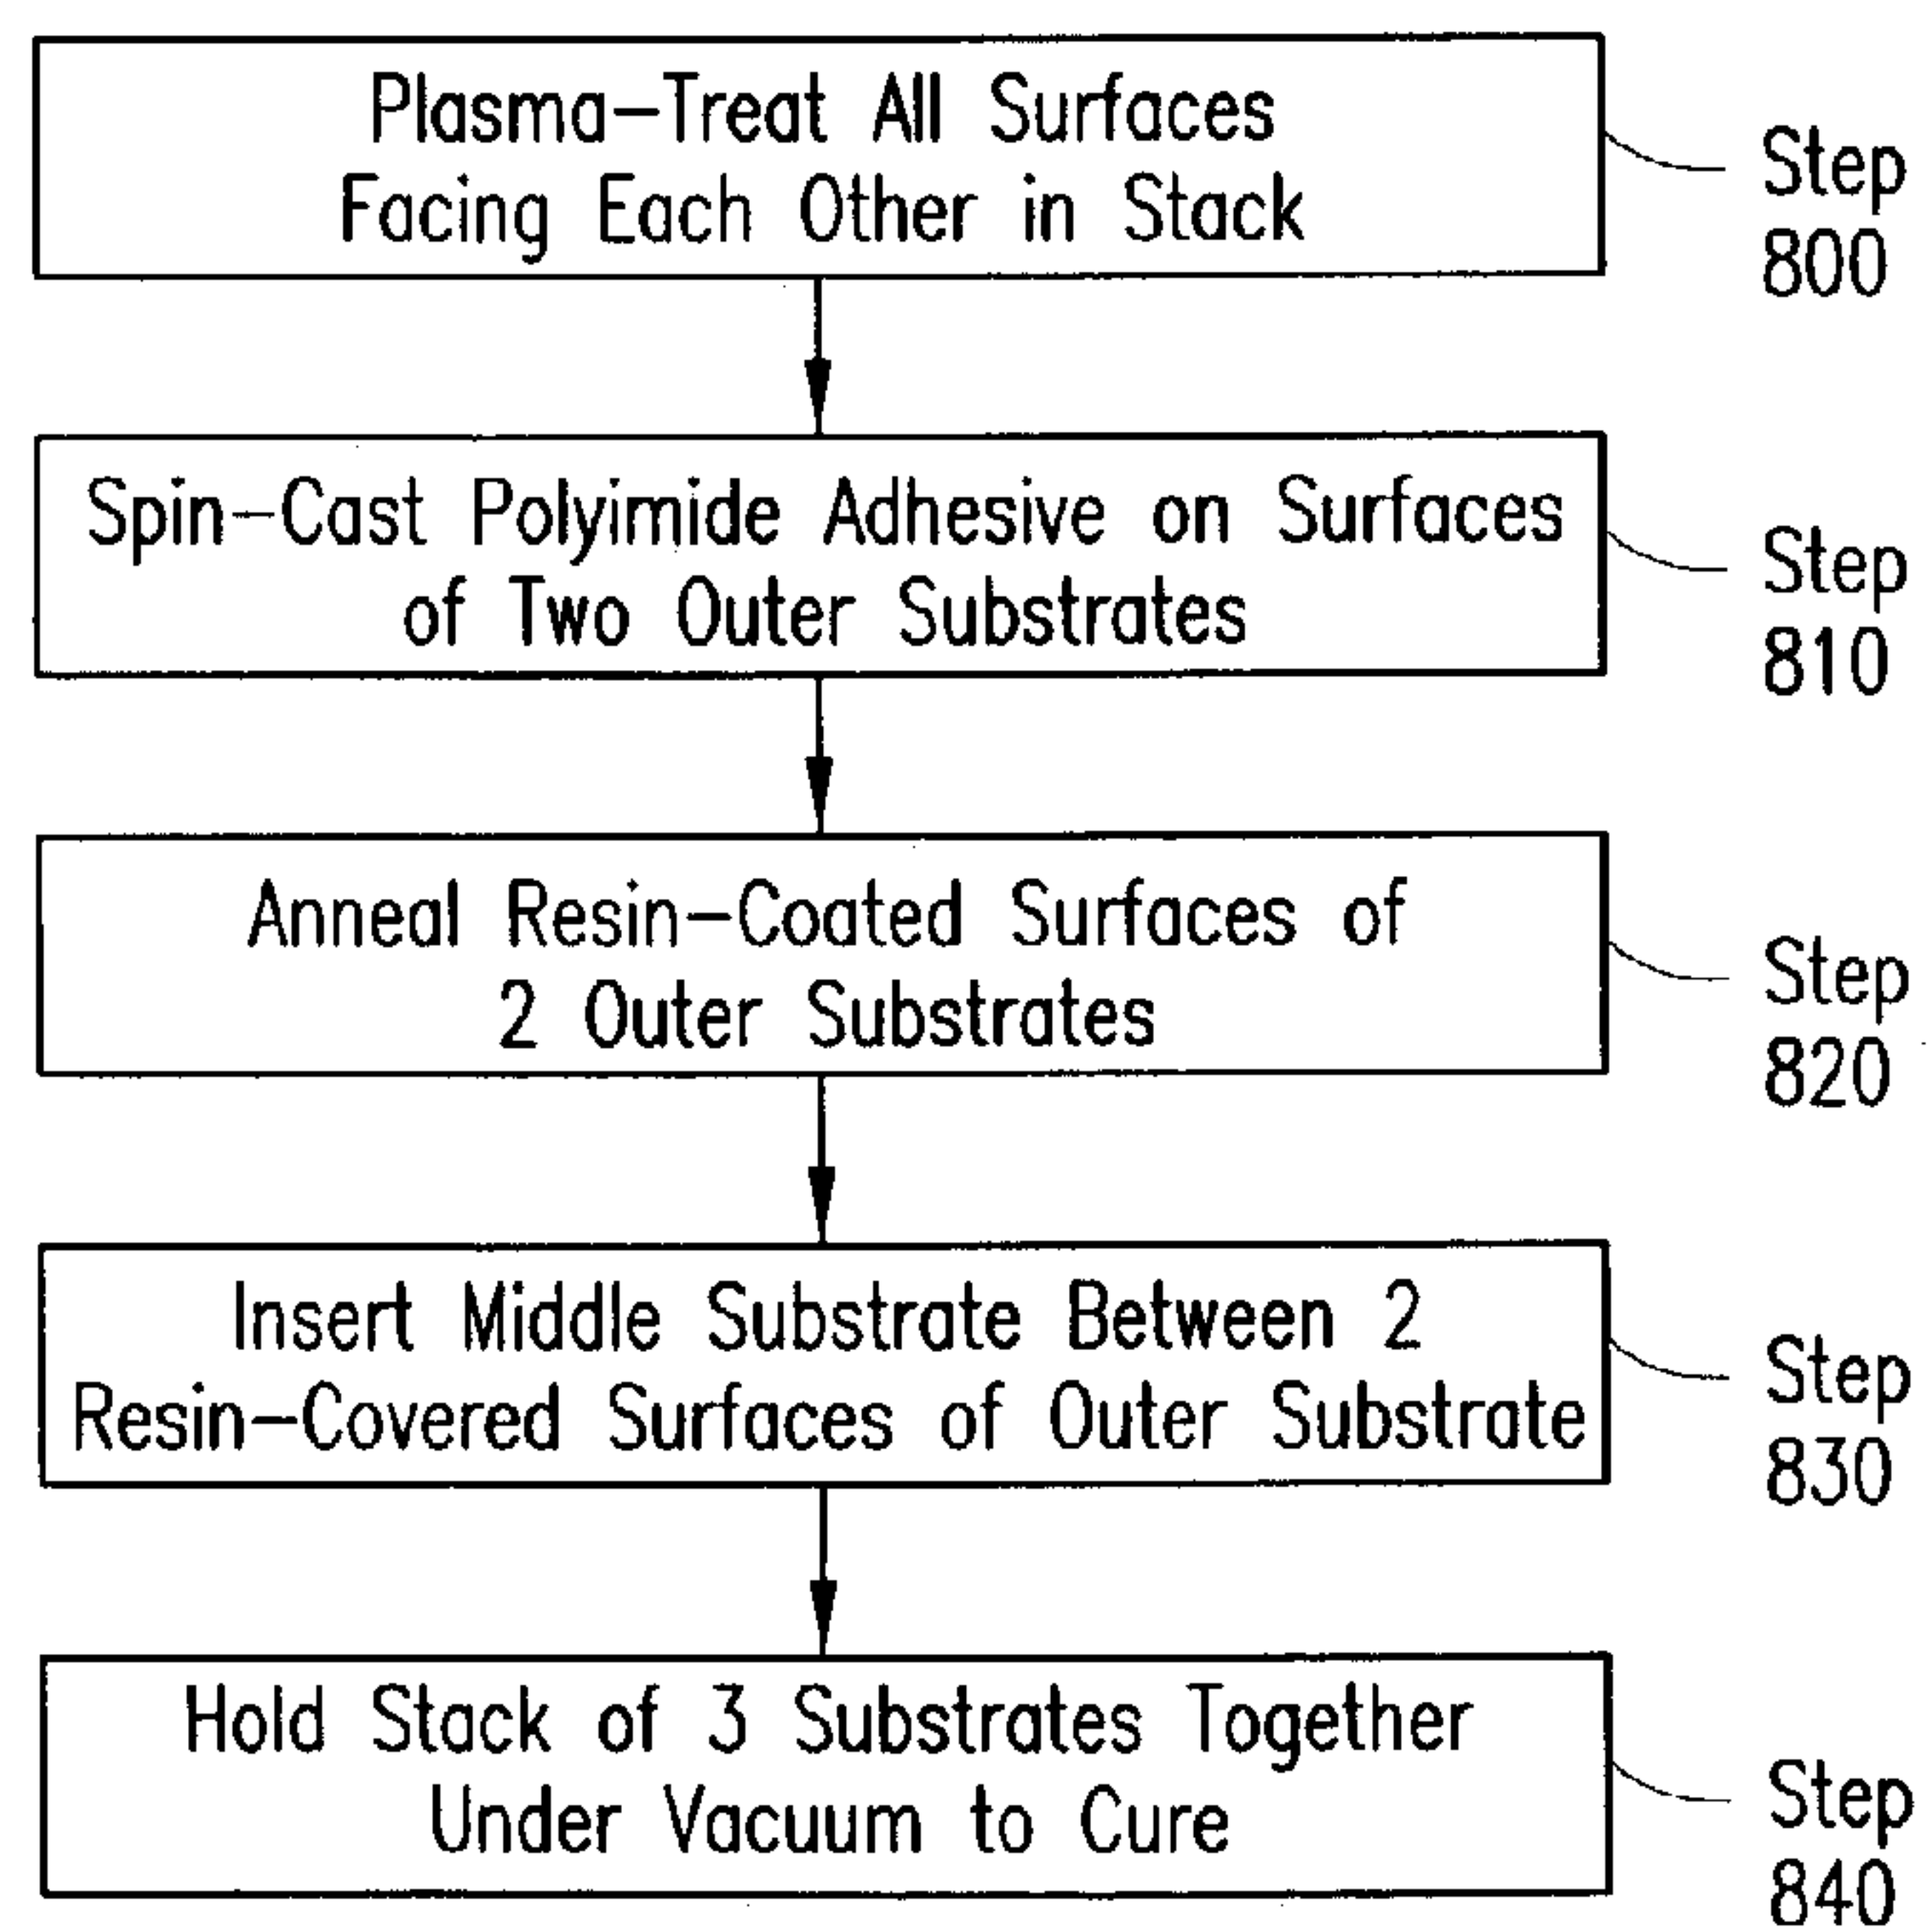 Plasma-Treat All Surfaces
Facing Each Other in Stack
Step
800
Spin-Cast Polyimide Adhesive on Surfaces
of Two Outer Substrates
Step
810
Anneal Resin-Coated Surfaces of
2 Outer Substrates
Step
820
Insert Middle Substrate Between 2
Resin-Covered Surfaces of Outer Substrate
Step
830
Hold Stack of 3 Substrates Together
Under Vacuum to Cure
Step
840